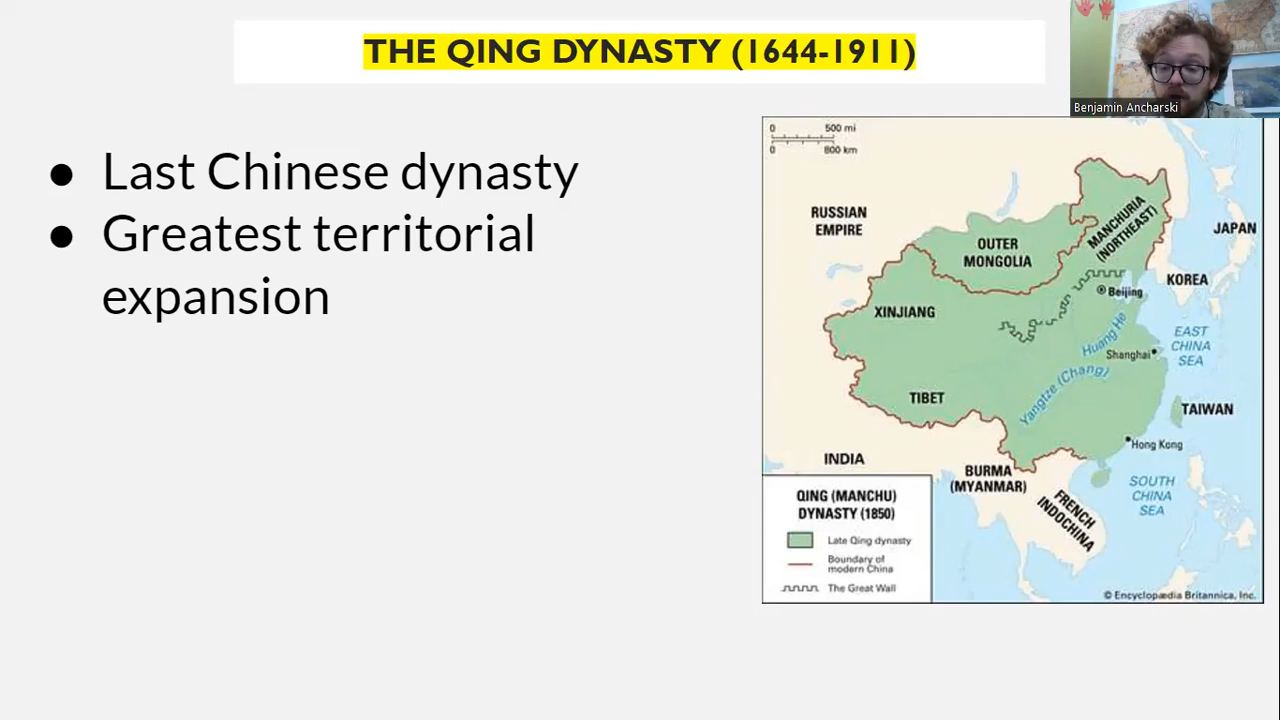 THE QING DYNASTY (1644-1911)
Benjamin Ancharski
● Last Chinese dynasty
● Greatest territorial
expansion
0 500 mi
0 800 km
RUSSIAN
EMPIRE
OUTER
MONGOLIA
MANCHURIA
(NORTHEAST)
JAPAN
KOREA
Beijing
XINJIANG
Huang He
EAST
CHINA
SEA
Shanghai
Yangtze (Chang)
TIBET
TAIWAN
Hong Kong
INDIA
BURMA
(MYANMAR)
FRENCH
INDOCHINA
SOUTH
CHINA
SEA
QING (MANCHU)
DYNASTY (1850)
Late Qing dynasty
Boundary of
modern China
The Great Wall
© Encyclopædia Britannica, Inc.